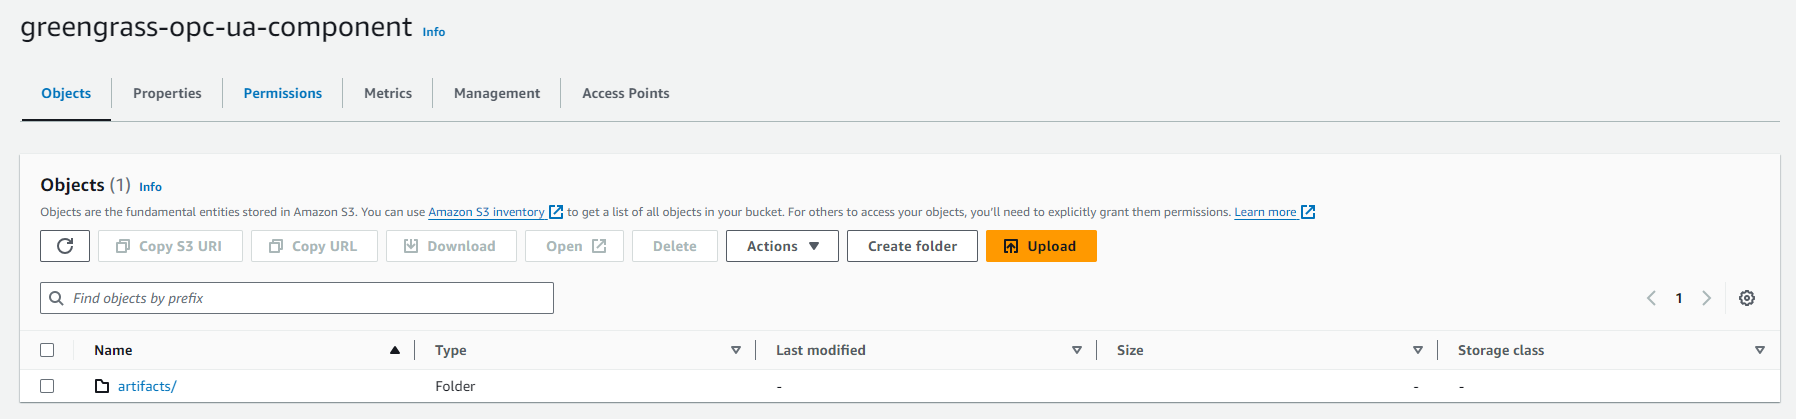 greengrass-opc-ua-component Info
Objects Properties Permissions Metrics Management Access Points
Objects (1) Info
Objects are the fundamental entities stored in Amazon S3. You can use Amazon S3 inventory to get a list of all objects in your bucket. For others to access your objects, you'll need to explicitly grant them permissions. Learn more
Copy S3 URI Copy URL Download Open Delete Actions Create folder Upload
Find objects by prefix 1
Name Type Last modified Size Storage class
artifacts/ Folder - - -